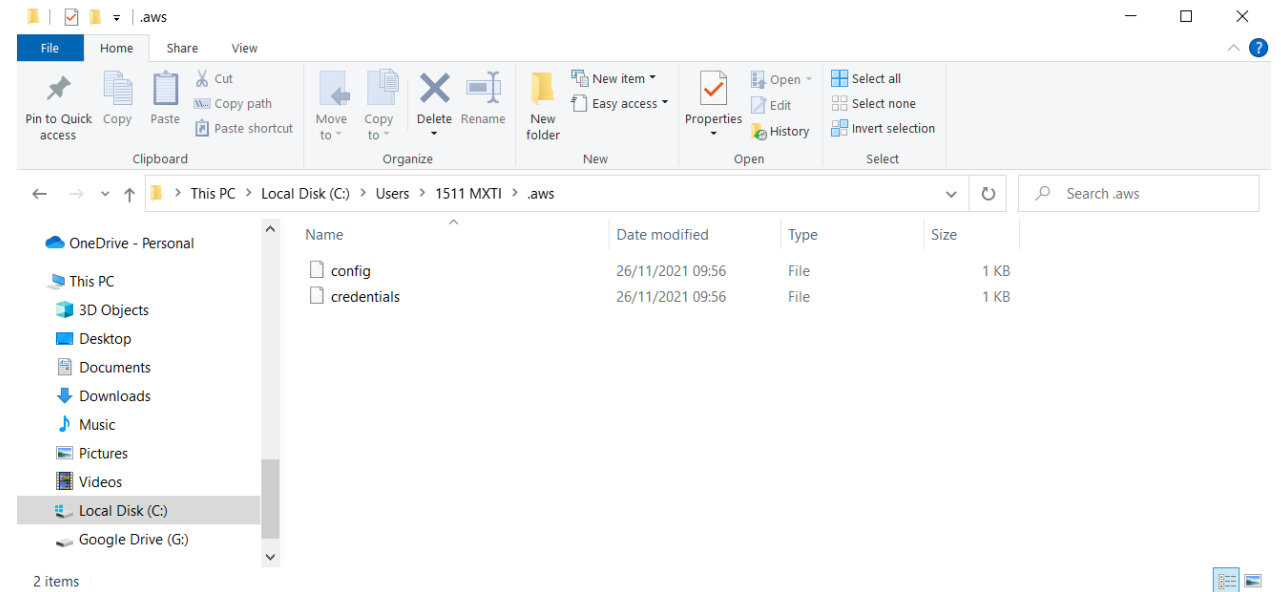 .aws
File Home Share View
Pin to Quick access
Copy
Paste
Cut
Copy path
Paste shortcut
Clipboard
Move to
Copy to
Delete
Rename
Organize
New folder
New item
Easy access
New
Properties
Open
Edit
History
Open
Select all
Select none
Invert selection
Select
This PC > Local Disk (C:) > Users > 1511 MXTI > .aws
Search .aws
OneDrive - Personal
This PC
3D Objects
Desktop
Documents
Downloads
Music
Pictures
Videos
Local Disk (C:)
Google Drive (G:)
Name Date modified Type Size
config 26/11/2021 09:56 File 1 KB
credentials 26/11/2021 09:56 File 1 KB
2 items